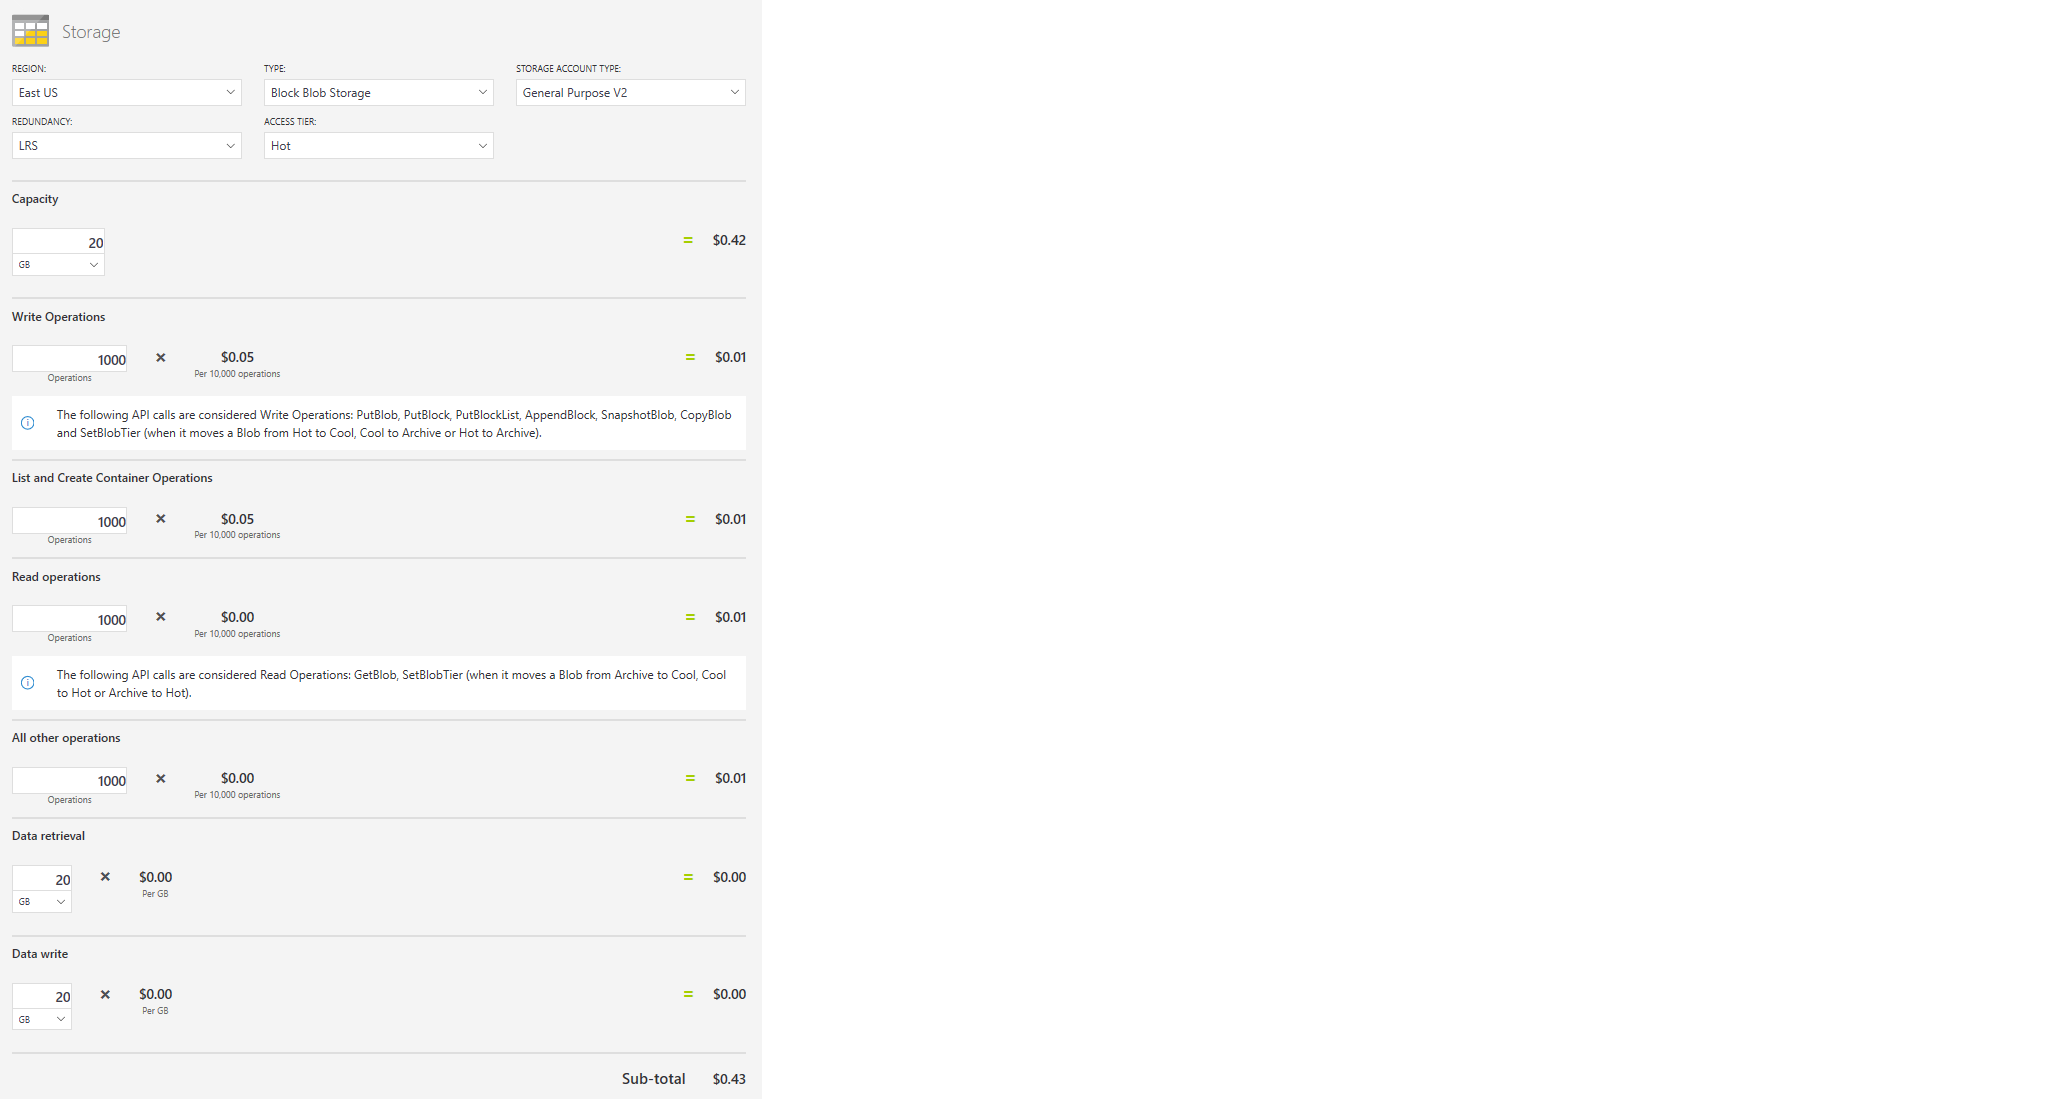 Storage
REGION: TYPE: STORAGE ACCOUNT TYPE:
East US Block Blob Storage General Purpose V2
REDUNDANCY: ACCESS TIER:
LRS Hot
Capacity
20 = $0.42
GB
Write Operations
1000 × $0.05 = $0.01
Operations Per 10,000 operations
The following API calls are considered Write Operations: PutBlob, PutBlock, PutBlockList, AppendBlock, SnapshotBlob, CopyBlob
and SetBlobTier (when it moves a Blob from Hot to Cool, Cool to Archive or Hot to Archive).
List and Create Container Operations
1000 × $0.05 = $0.01
Operations Per 10,000 operations
Read operations
1000 × $0.00 = $0.01
Operations Per 10,000 operations
The following API calls are considered Read Operations: GetBlob, SetBlobTier (when it moves a Blob from Archive to Cool, Cool
to Hot or Archive to Hot).
All other operations
1000 × $0.00 = $0.01
Operations Per 10,000 operations
Data retrieval
20 × $0.00 = $0.00
GB Per GB
Data write
20 × $0.00 = $0.00
GB Per GB
Sub-total $0.43